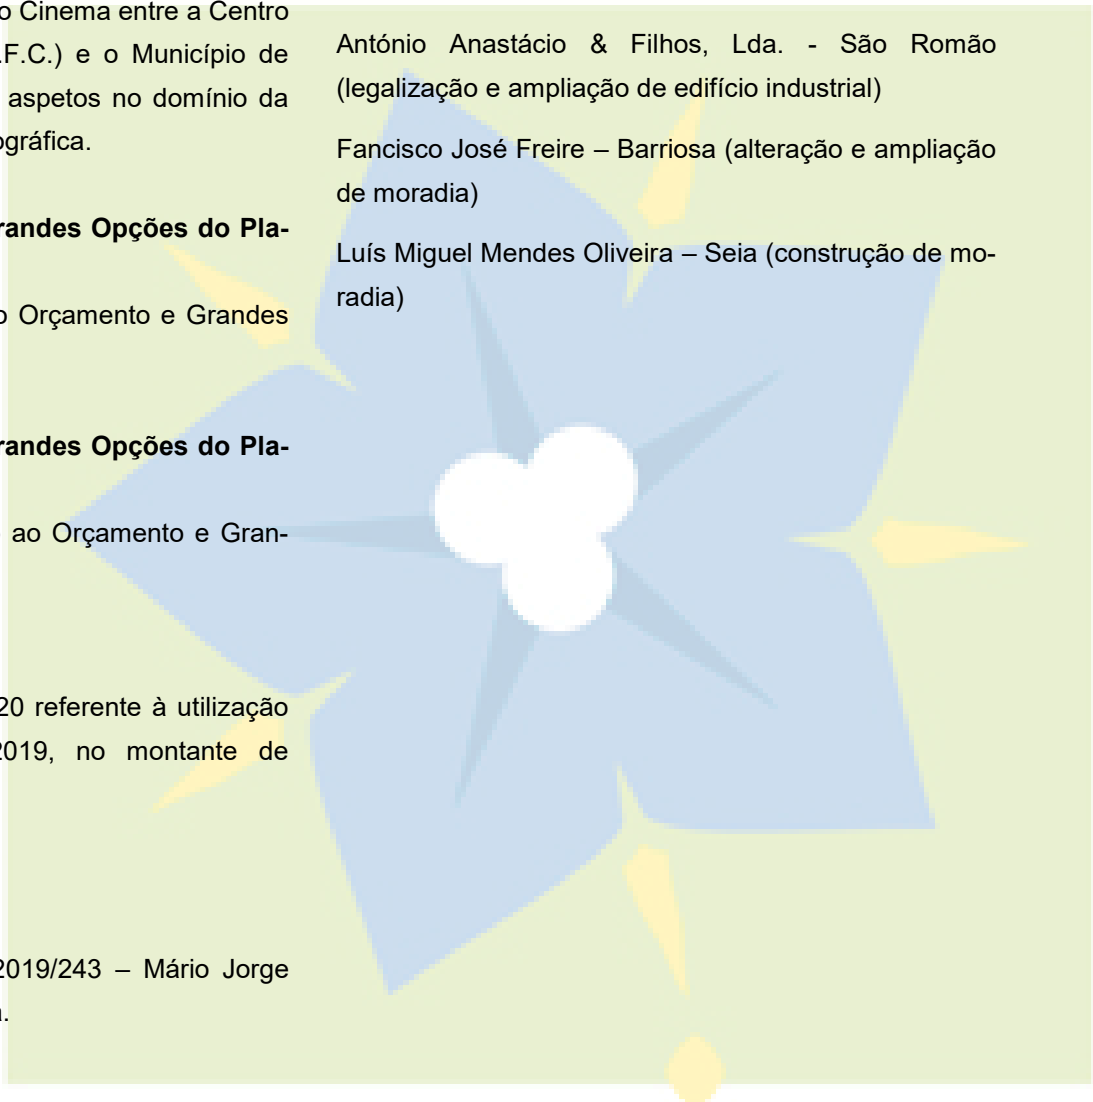 o Cinema entre a Centro
.F.C.) e o Município de
aspetos no domínio da
ográfica.
randes Opções do Pla-
o Orçamento e Grandes
randes Opções do Pla-
ao Orçamento e Gran-
20 referente à utilização
2019, no montante de
2019/243 – Mário Jorge
António Anastácio & Filhos, Lda. - São Romão
(legalização e ampliação de edifício industrial)
Fancisco José Freire – Barriosa (alteração e ampliação
de moradia)
Luís Miguel Mendes Oliveira – Seia (construção de mo-
radia)